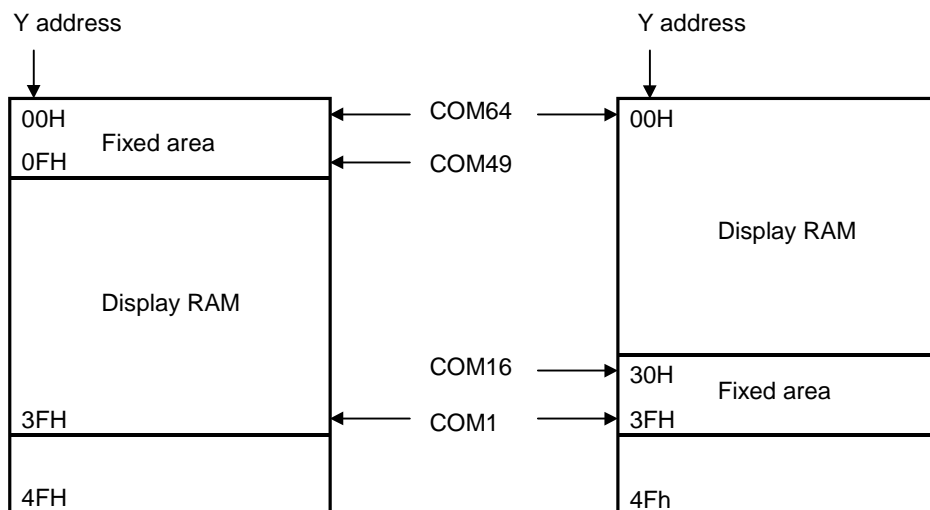 Y address
00H
Fixed area
0FH
Display RAM
3FH
4FH
COM64
COM49
COM16
COM1
Y address
00H
Display RAM
30H
Fixed area
3FH
4Fh